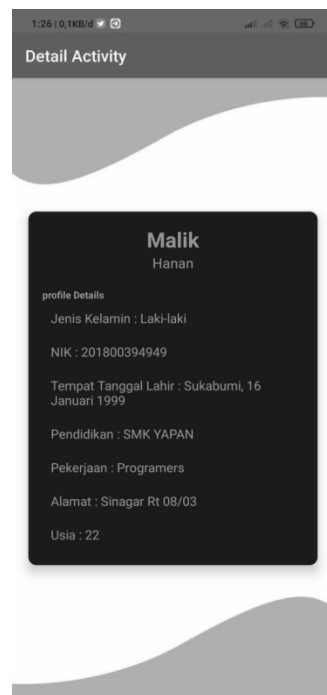 1:26 | 0,1KB/d
68
Detail Activity
Malik
Hanan
profile Details
Jenis Kelamin : Laki-laki
NIK : 201800394949
Tempat Tanggal Lahir : Sukabumi, 16
Januari 1999
Pendidikan : SMK YAPAN
Pekerjaan : Programers
Alamat : Sinagar Rt 08/03
Usia : 22